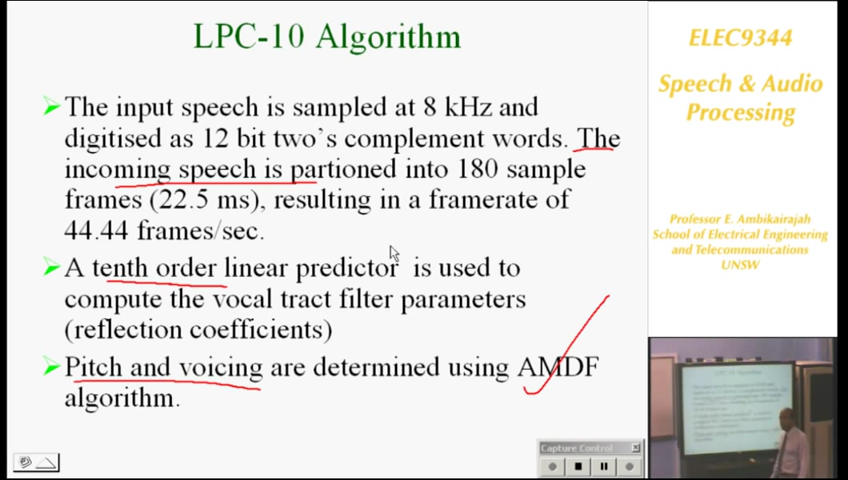 LPC-10 Algorithm
The input speech is sampled at 8 kHz and
digitised as 12 bit two's complement words. The
incoming speech is partioned into 180 sample
frames (22.5 ms), resulting in a framerate of
44.44 frames/sec.
A tenth order linear predictor is used to
compute the vocal tract filter parameters
(reflection coefficients)
Pitch and voicing are determined using AMDF
algorithm.
Capture Control
ELEC9344
Speech & Audio
Processing
Professor E. Ambikairajah
School of Electrical Engineering
and Telecommunications
UNSW